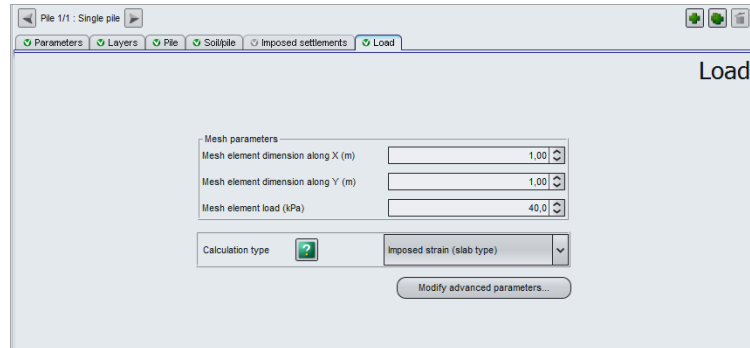 Pile 1/1 : Single pile
Parameters Layers Pile Soil/pile Imposed settlements Load
Load
Mesh parameters
Mesh element dimension along X (m) 1,00
Mesh element dimension along Y (m) 1,00
Mesh element load (kPa) 40,0
Calculation type ? Imposed strain (slab type)
Modify advanced parameters...